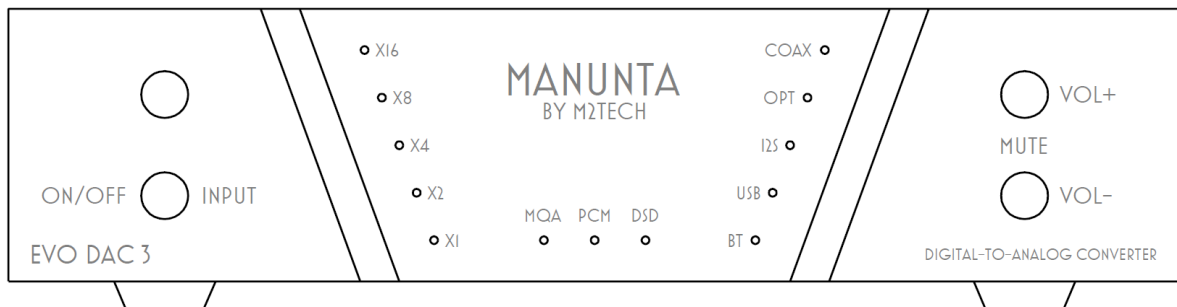 X16
X8
X4
X2
X1
MANUNTA
BY M2TECH
MQA PCM DSD
COAX
OPT
I2S
USB
BT
ON/OFF INPUT
EVO DAC 3
VOL+
MUTE
VOL-
DIGITAL-TO-ANALOG CONVERTER